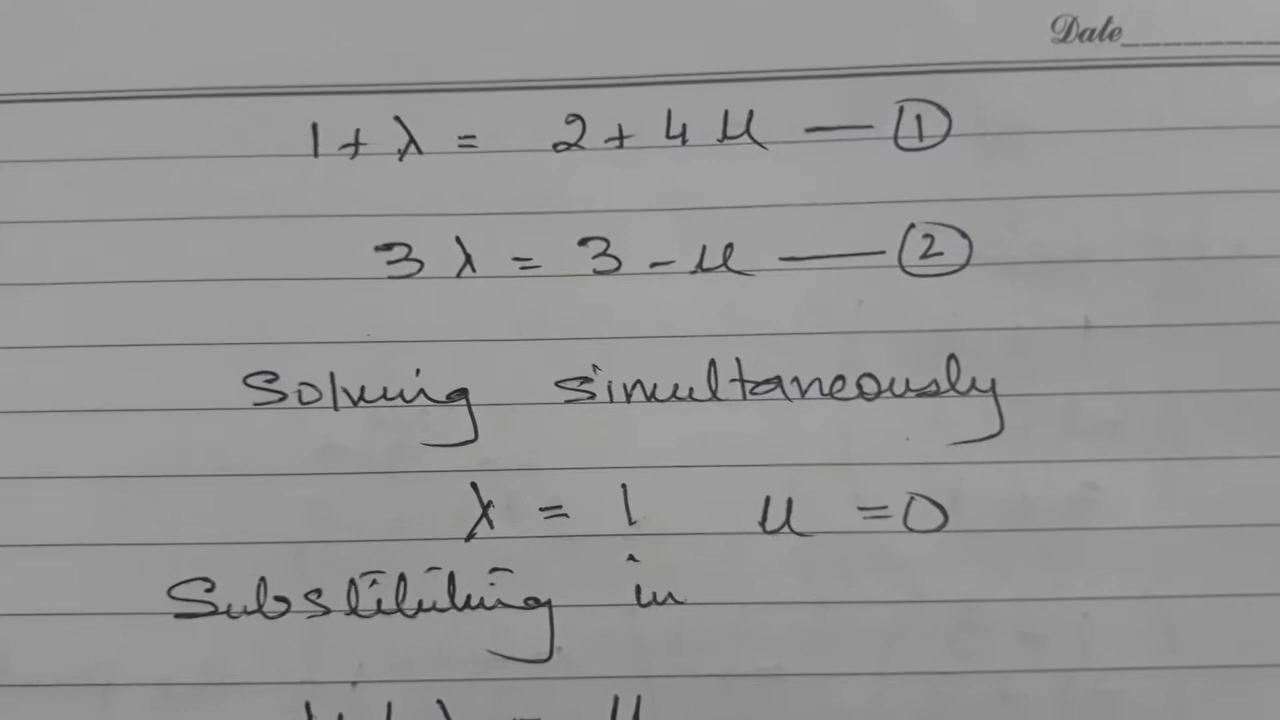 Date
1 + λ = 2 + 4 μ — ①
3 λ = 3 - μ — ②
Solving simultaneously
λ = 1 μ = 0
Substituting in